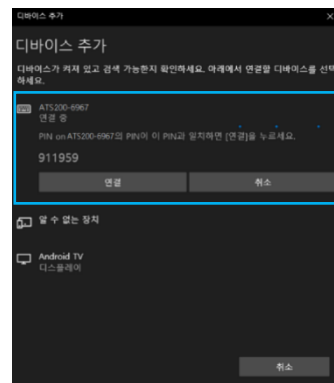 디바이스 추가
디바이스 추가
디바이스가 켜져 있고 검색 가능한지 확인하세요. 아래에서 연결할 디바이스를 선택
하세요.
ATS200-6967
연결 중
PIN on ATS200-6967의 PIN이 이 PIN과 일치하면 [연결]을 누르세요.
911959
연결
취소
알 수 없는 장치
Android TV
디스플레이
취소